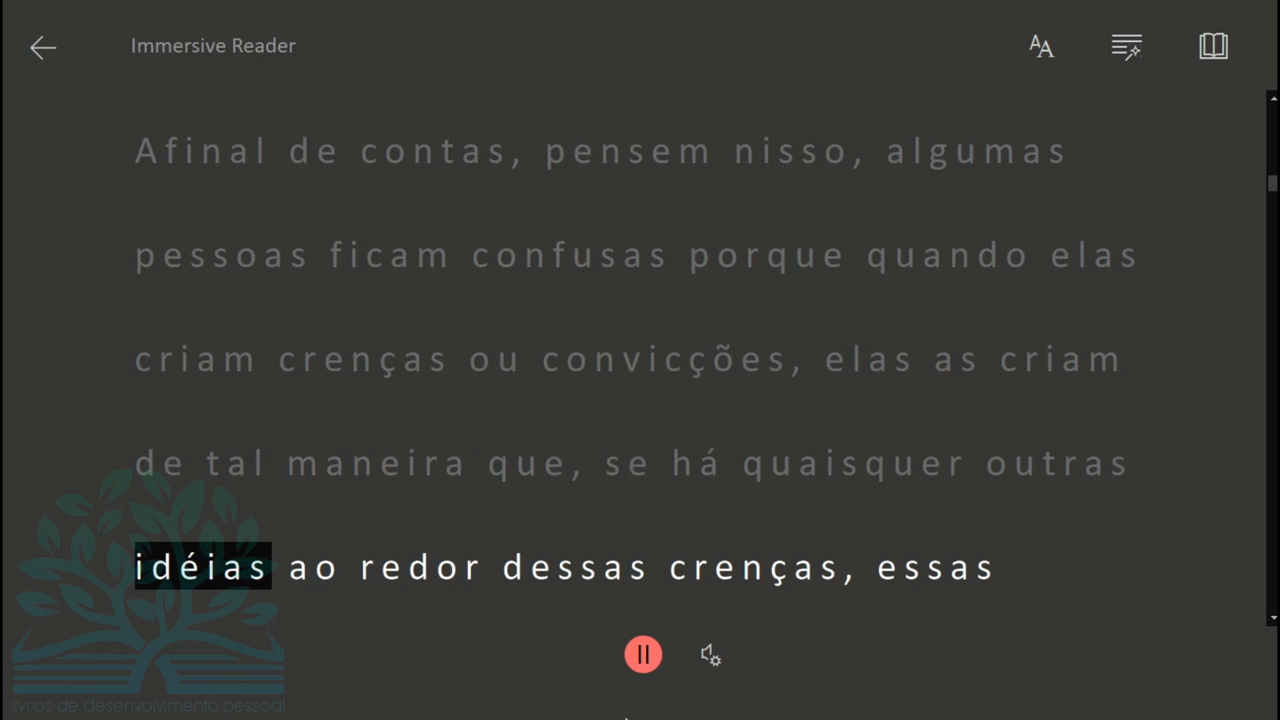 Immersive Reader
Afinal de contas, pensem nisso, algumas
pessoas ficam confusas porque quando elas
criam crenças ou convicções, elas as criam
de tal maneira que, se há quaisquer outras
idéias ao redor dessas crenças, essas
livros de desenvolvimento pessoal